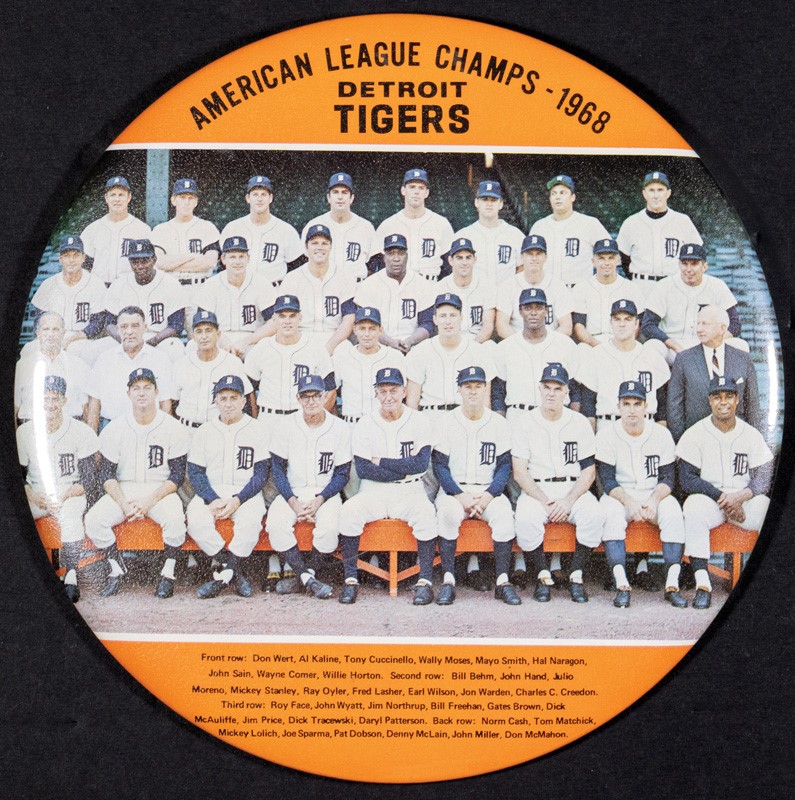 AMERICAN LEAGUE CHAMPS - 1968
DETROIT
TIGERS
Front row: Don Wert, Al Kaline, Tony Cuccinello, Wally Moses, Mayo Smith, Hal Naragon,
John Sain, Wayne Comer, Willie Horton. Second row: Bill Behm, John Hand, Julio
Moreno, Mickey Stanley, Ray Oyler, Fred Lasher, Earl Wilson, Jon Warden, Charles C. Creedon.
Third row: Roy Face, John Wyatt, Jim Northrup, Bill Freehan, Gates Brown, Dick
McAuliffe, Jim Price, Dick Tracewski, Daryl Patterson. Back row: Norm Cash, Tom Matchick,
Mickey Lolich, Joe Sparma, Pat Dobson, Denny McLain, John Miller, Don McMahon.